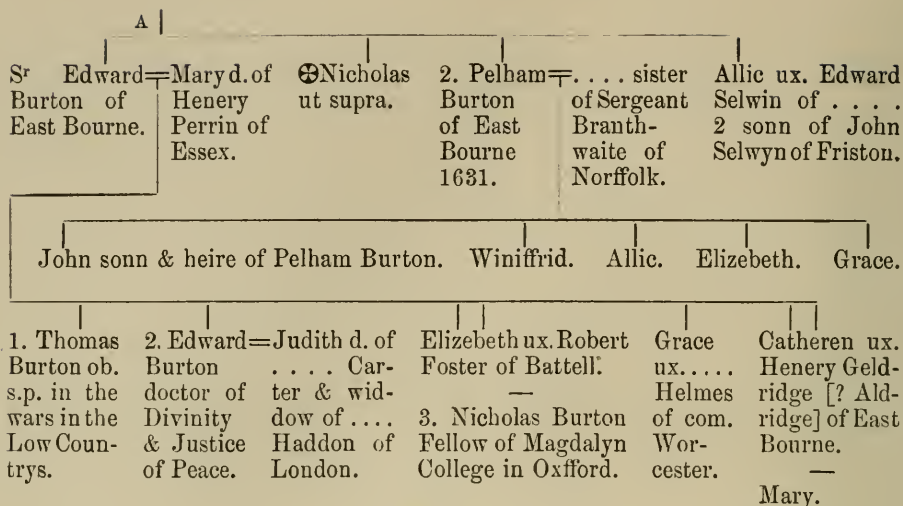 A
Sr Edward=Mary d. of
Burton of Henery
East Bourne. Perrin of
Essex.
✠Nicholas
ut supra.
2. Pelham=. . . . sister
Burton of Sergeant
of East Branth-
Bourne waite of
1631. Norffolk.
Allic ux. Edward
Selwin of . . . .
2 sonn of John
Selwyn of Friston.
John sonn & heire of Pelham Burton. Winiffrid. Allic. Elizebeth. Grace.
1. Thomas
Burton ob.
s.p. in the
wars in the
Low Coun-
trys.
2. Edward=Judith d. of
Burton . . . . Car-
doctor of ter & wid-
Divinity dow of . . . .
& Justice Haddon of
of Peace. London.
Elizebeth ux. Robert
Foster of Battell.
—
3. Nicholas Burton
Fellow of Magdalyn
College in Oxfford.
Grace
ux. . . . .
Helmes
of com.
Wor-
cester.
Catheren ux.
Henery Geld-
ridge [? Ald-
ridge] of East
Bourne.
—
Mary.